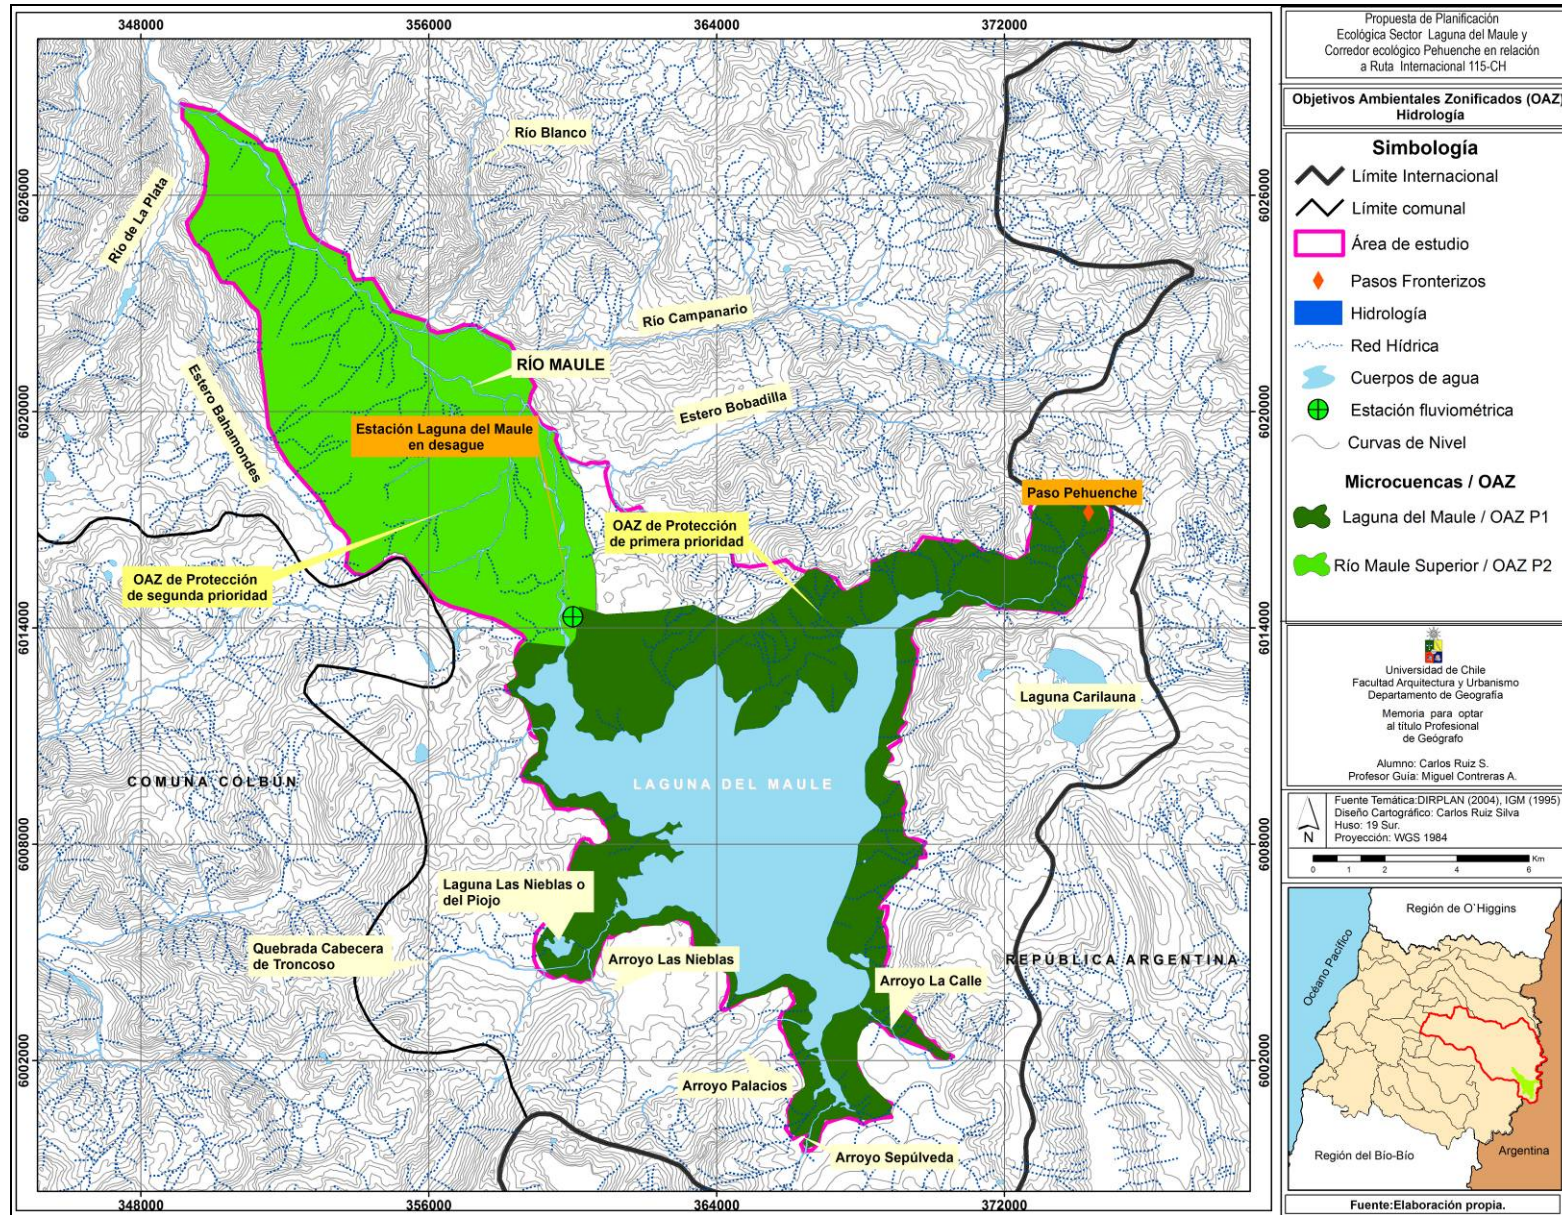 348000
356000
364000
372000
6026000
6020000
6014000
6008000
6002000
6026000
6020000
6014000
6008000
6002000
348000
356000
364000
372000
Río Blanco
Río de La Plata
Río Campanario
RÍO MAULE
Estero Bobadilla
Estero Bahamondes
Estación Laguna del Maule
en desague
Paso Pehuenche
OAZ de Protección
de primera prioridad
OAZ de Protección
de segunda prioridad
Laguna Carilauna
COMUNA COLBÚN
LAGUNA DEL MAULE
Laguna Las Nieblas o
del Piojo
Quebrada Cabecera
de Troncoso
Arroyo Las Nieblas
REPÚBLICA ARGENTINA
Arroyo La Calle
Arroyo Palacios
Arroyo Sepúlveda
Propuesta de Planificación
Ecológica Sector Laguna del Maule y
Corredor ecológico Pehuenche en relación
a Ruta Internacional 115-CH
Objetivos Ambientales Zonificados (OAZ)
Hidrología
Simbología
Límite Internacional
Límite comunal
Área de estudio
Pasos Fronterizos
Hidrología
Red Hídrica
Cuerpos de agua
Estación fluviométrica
Curvas de Nivel
Microcuencas / OAZ
Laguna del Maule / OAZ P1
Río Maule Superior / OAZ P2
Universidad de Chile
Facultad Arquitectura y Urbanismo
Departamento de Geografía
Memoria para optar
al título Profesional
de Geógrafo
Alumno: Carlos Ruiz S.
Profesor Guía: Miguel Contreras A.
N
Fuente Temática:DIRPLAN (2004), IGM (1995)
Diseño Cartográfico: Carlos Ruiz Silva
Huso: 19 Sur.
Proyección: WGS 1984
Km
0 1 2 4 6
Región de O`Higgins
Océano Pacífico
Región del Bío-Bío
Argentina
Fuente:Elaboración propia.